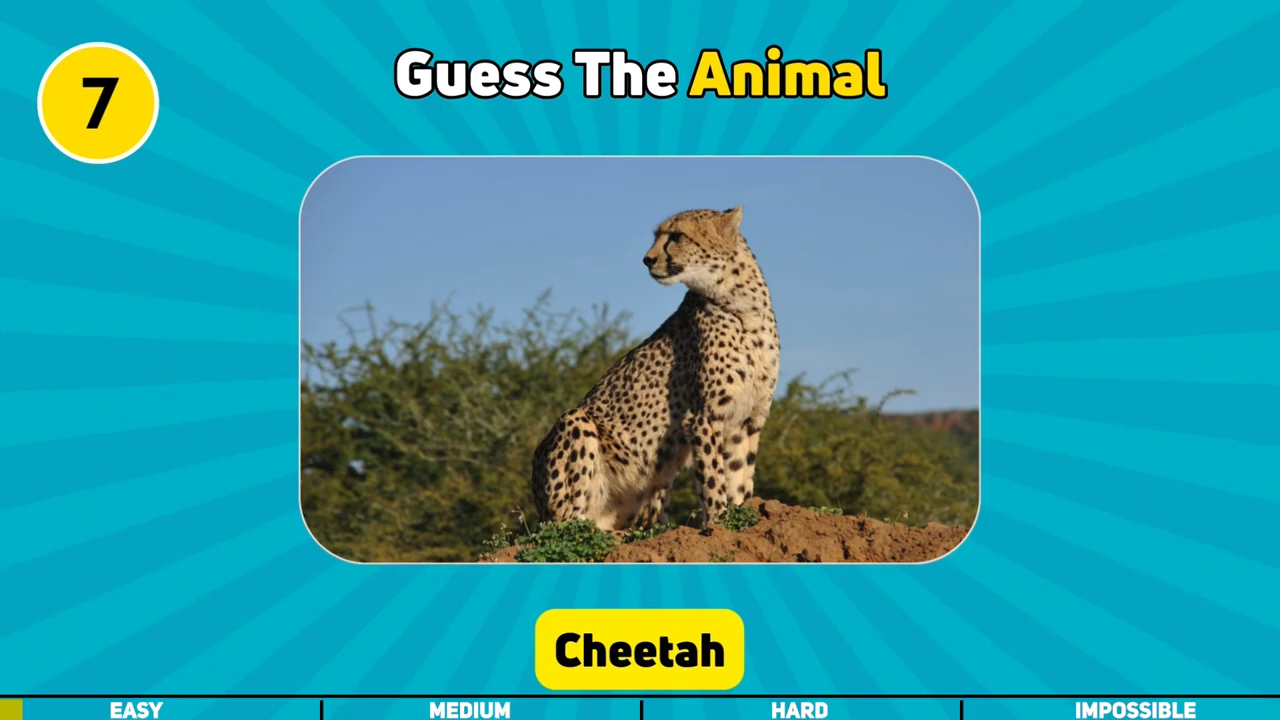 7
Guess The Animal
Cheetah
EASY
MEDIUM
HARD
IMPOSSIBLE